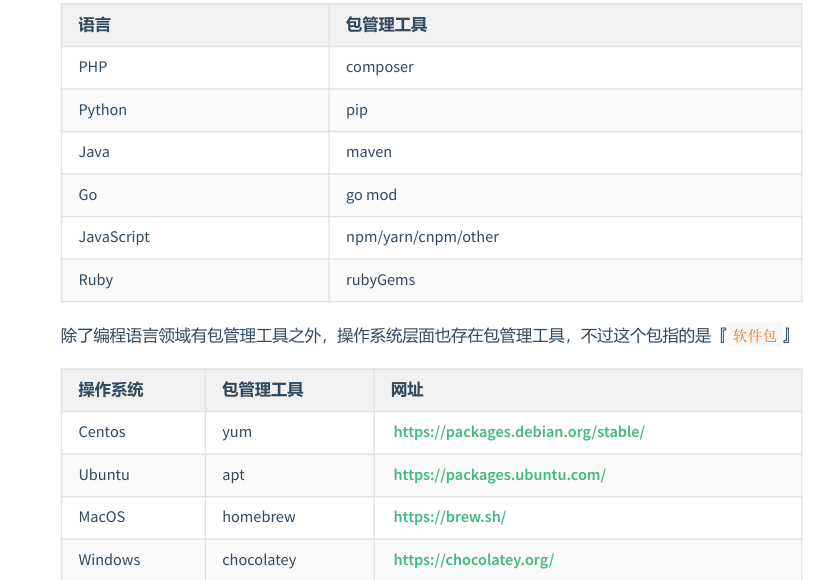 语言 包管理工具
PHP composer
Python pip
Java maven
Go go mod
JavaScript npm/yarn/cnpm/other
Ruby rubyGems
除了编程语言领域有包管理工具之外，操作系统层面也存在包管理工具，不过这个包指的是『 软件包 』
操作系统 包管理工具 网址
Centos yum https://packages.debian.org/stable/
Ubuntu apt https://packages.ubuntu.com/
MacOS homebrew https://brew.sh/
Windows chocolatey https://chocolatey.org/